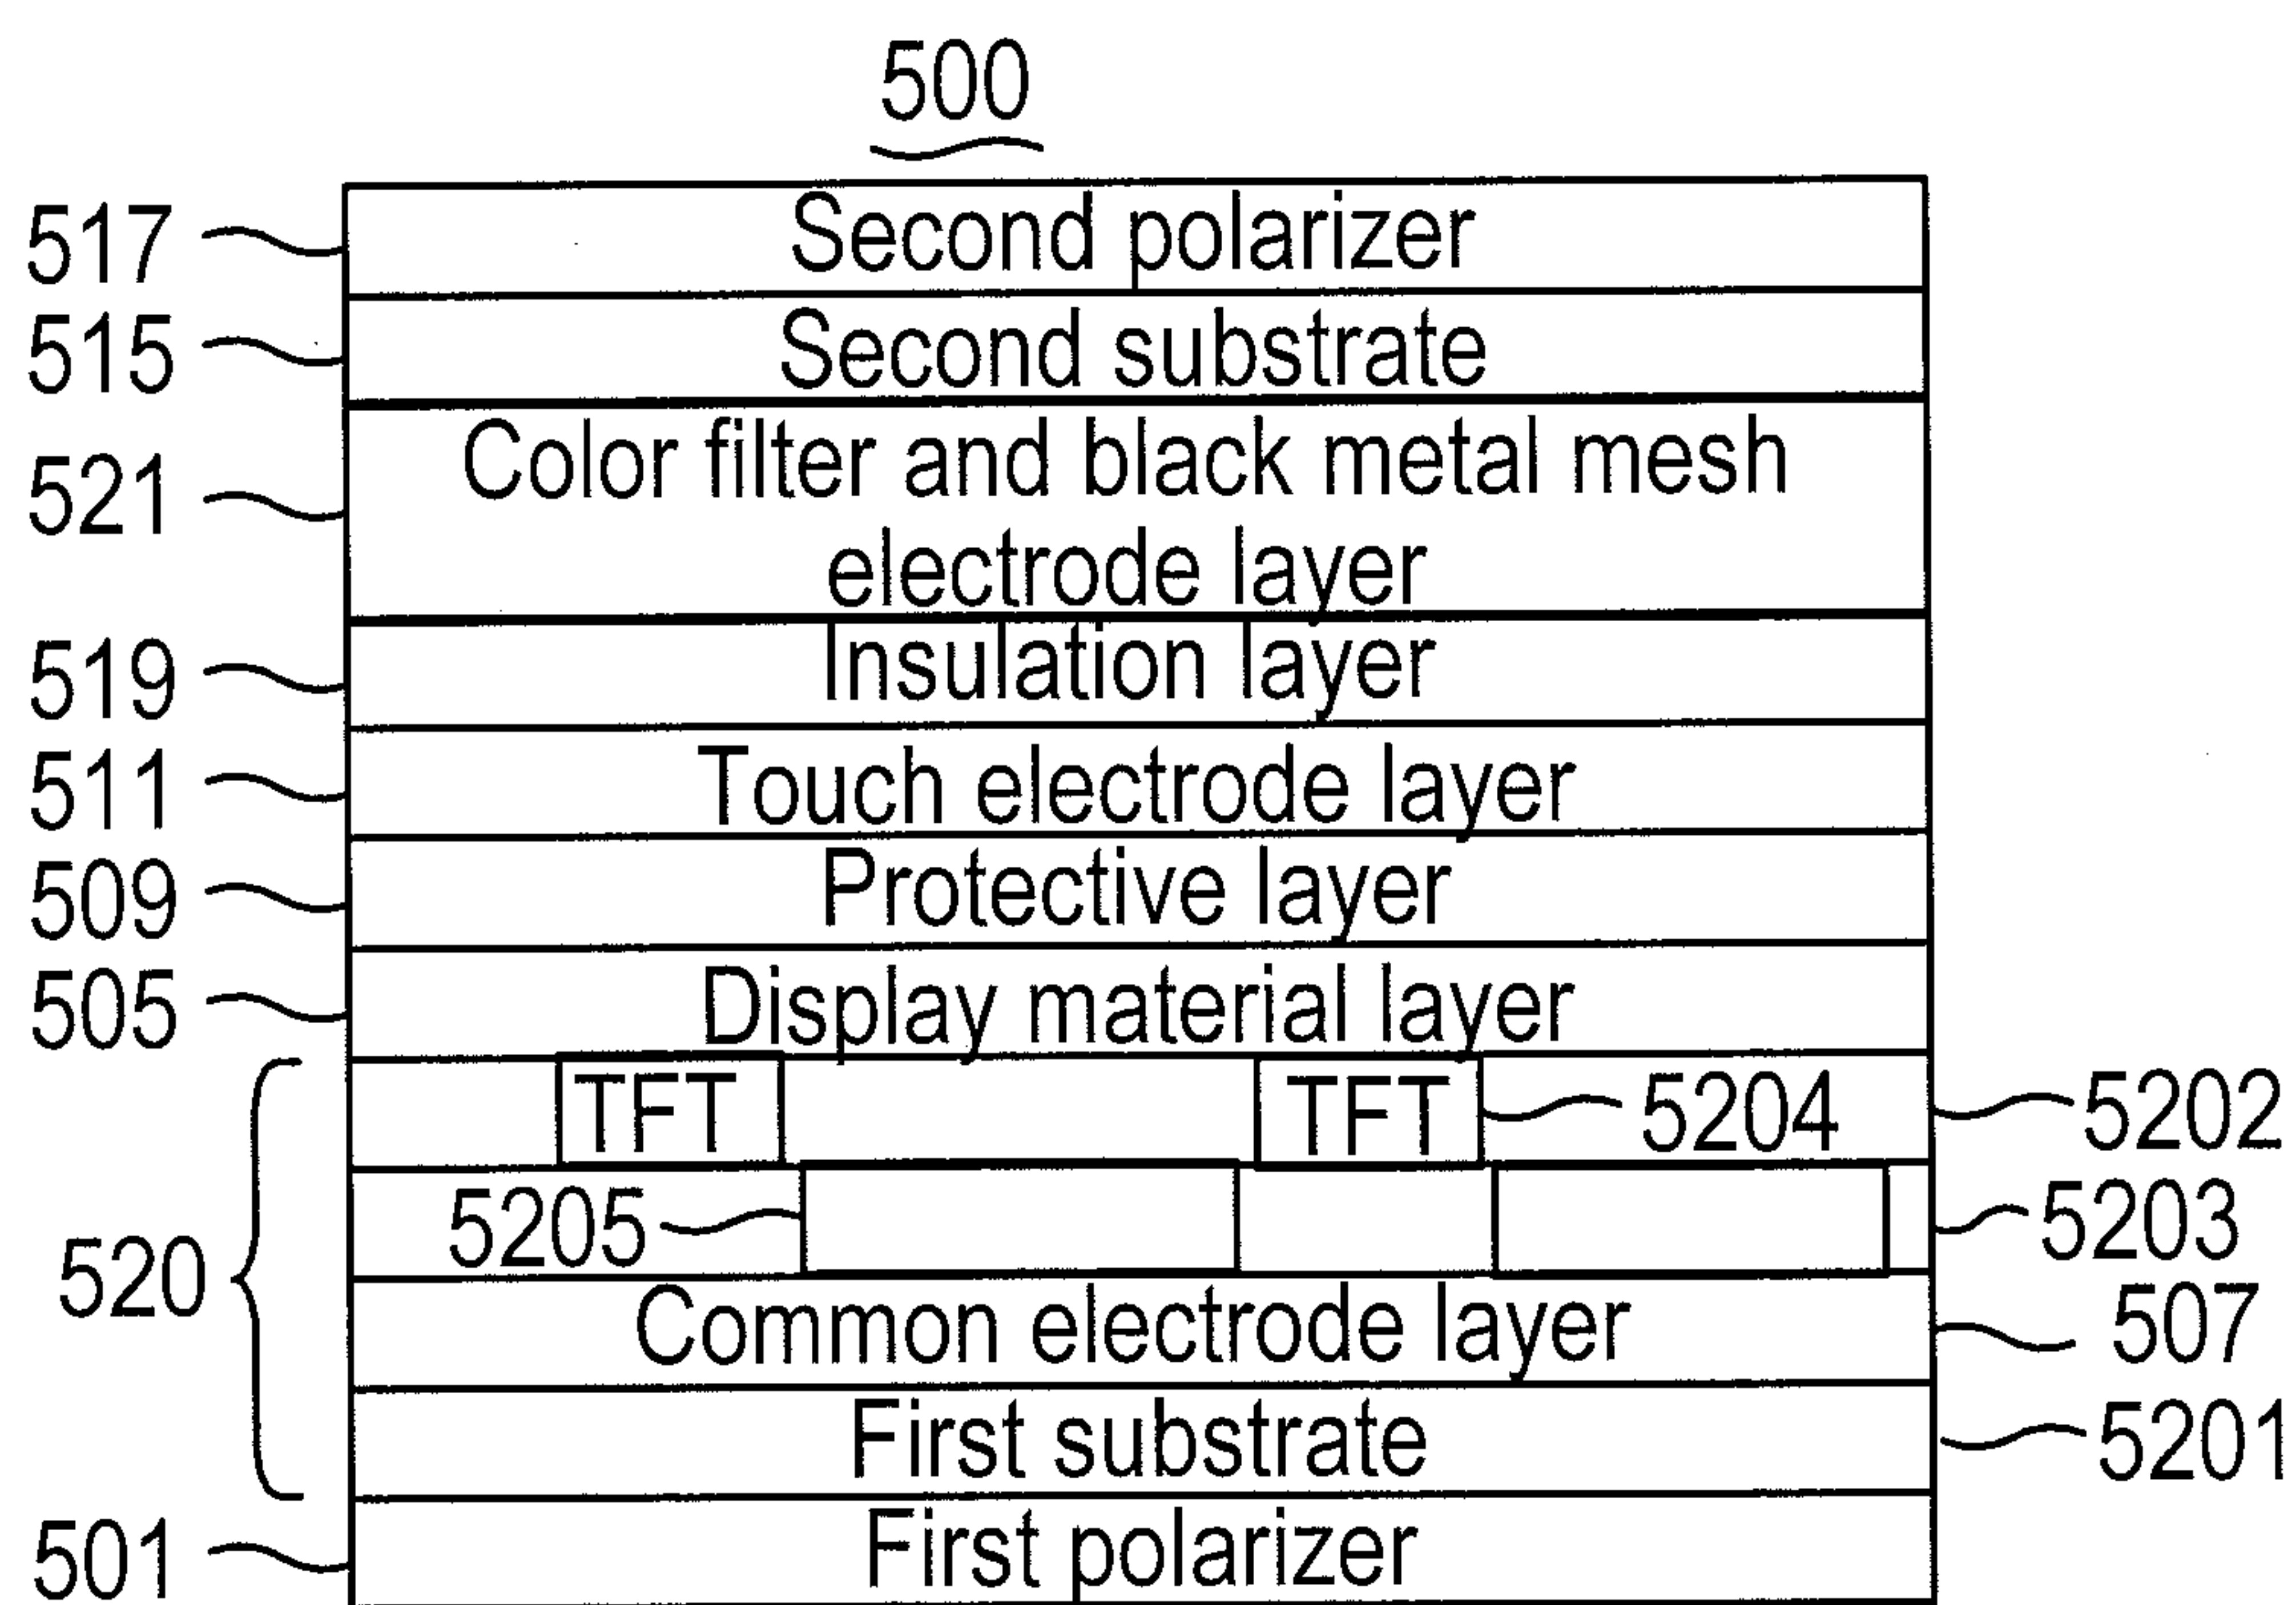 500
517 Second polarizer
515 Second substrate
521 Color filter and black metal mesh
electrode layer
519 Insulation layer
511 Touch electrode layer
509 Protective layer
505 Display material layer
TFT TFT 5204 5202
5205 5203
520
Common electrode layer 507
First substrate 5201
501 First polarizer